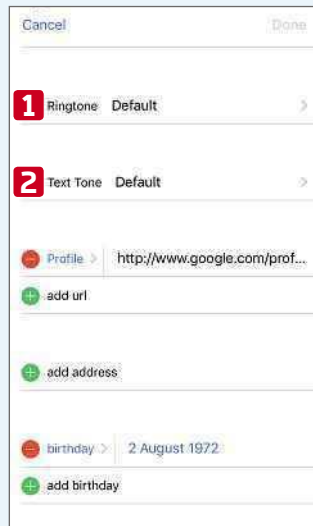 Cancel Done
1 Ringtone Default >
2 Text Tone Default >
Profile > http://www.google.com/prof...
add url
add address
birthday > 2 August 1972
add birthday